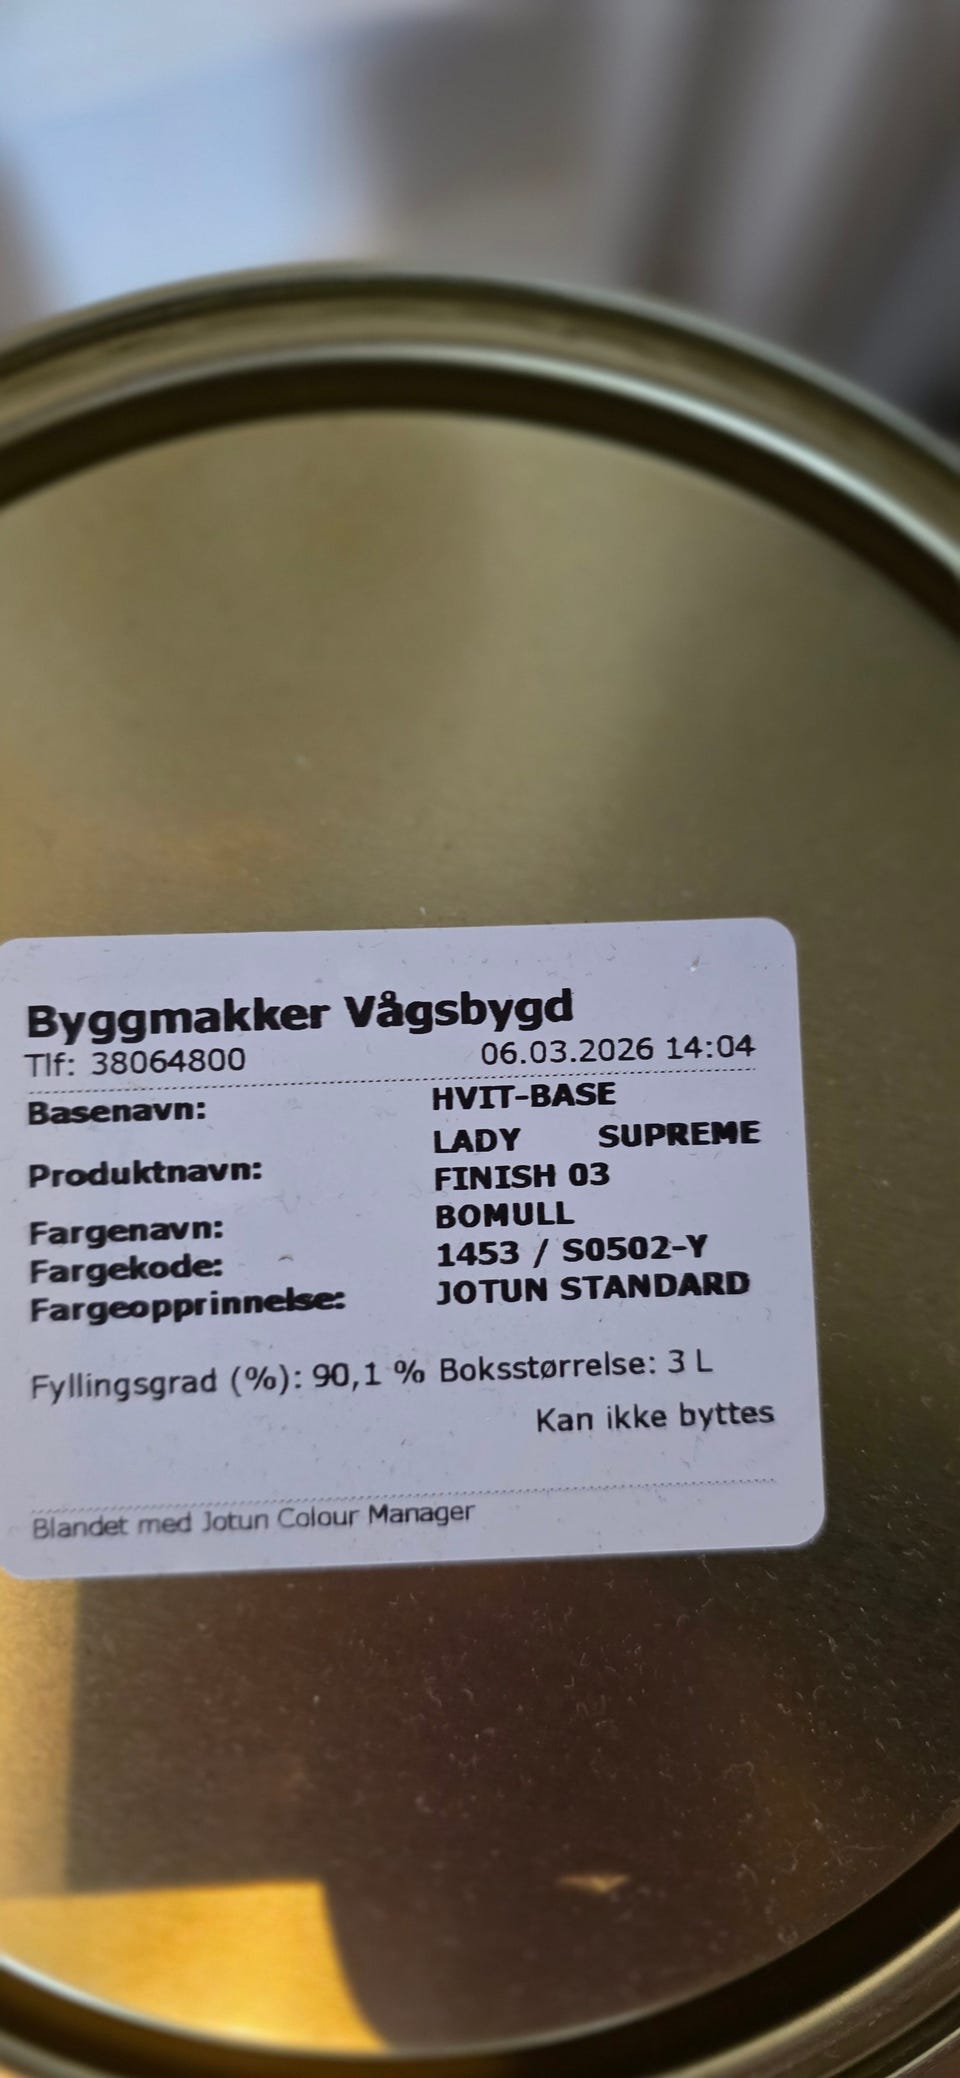 Byggmakker Vågsbygd
Tlf: 38064800 06.03.2026 14:04
Basenavn: HVIT-BASE
Produktnavn: LADY SUPREME
FINISH 03
Fargenavn: BOMULL
Fargekode: 1453 / S0502-Y
Fargeopprinnelse: JOTUN STANDARD
Fyllingsgrad (%): 90,1 % Boksstørrelse: 3 L
Kan ikke byttes
Blandet med Jotun Colour Manager